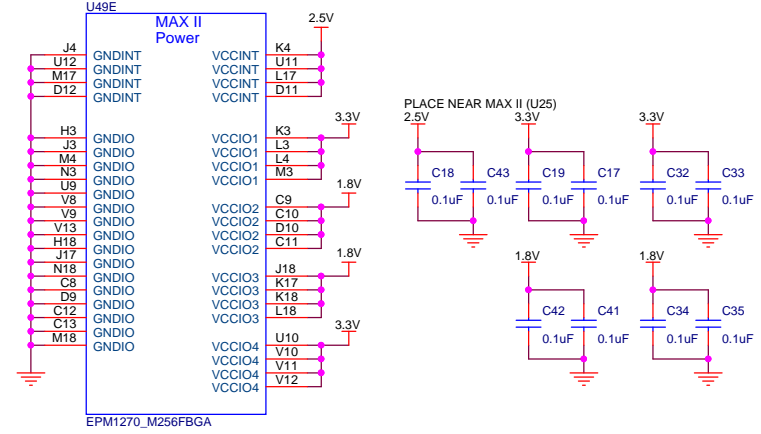 U49E
MAX II
Power
2.5V
J4 GNDINT VCCINT K4
U12 GNDINT VCCINT U11
M17 GNDINT VCCINT L17
D12 GNDINT VCCINT D11
3.3V
H3 GNDIO VCCIO1 K3
J3 GNDIO VCCIO1 L3
M4 GNDIO VCCIO1 L4
N3 GNDIO VCCIO1 M3
U9 GNDIO
1.8V
V8 GNDIO VCCIO2 C9
V9 GNDIO VCCIO2 C10
V13 GNDIO VCCIO2 D10
H18 GNDIO VCCIO2 C11
J17 GNDIO
1.8V
N18 GNDIO VCCIO3 J18
C8 GNDIO VCCIO3 K17
D9 GNDIO VCCIO3 K18
C12 GNDIO VCCIO3 L18
C13 GNDIO
3.3V
M18 GNDIO VCCIO4 U10
VCCIO4 V10
VCCIO4 V11
VCCIO4 V12
EPM1270_M256FBGA
PLACE NEAR MAX II (U25)
2.5V 3.3V 3.3V
C18 C43 C19 C17 C32 C33
0.1uF 0.1uF 0.1uF 0.1uF 0.1uF 0.1uF
1.8V 1.8V
C42 C41 C34 C35
0.1uF 0.1uF 0.1uF 0.1uF